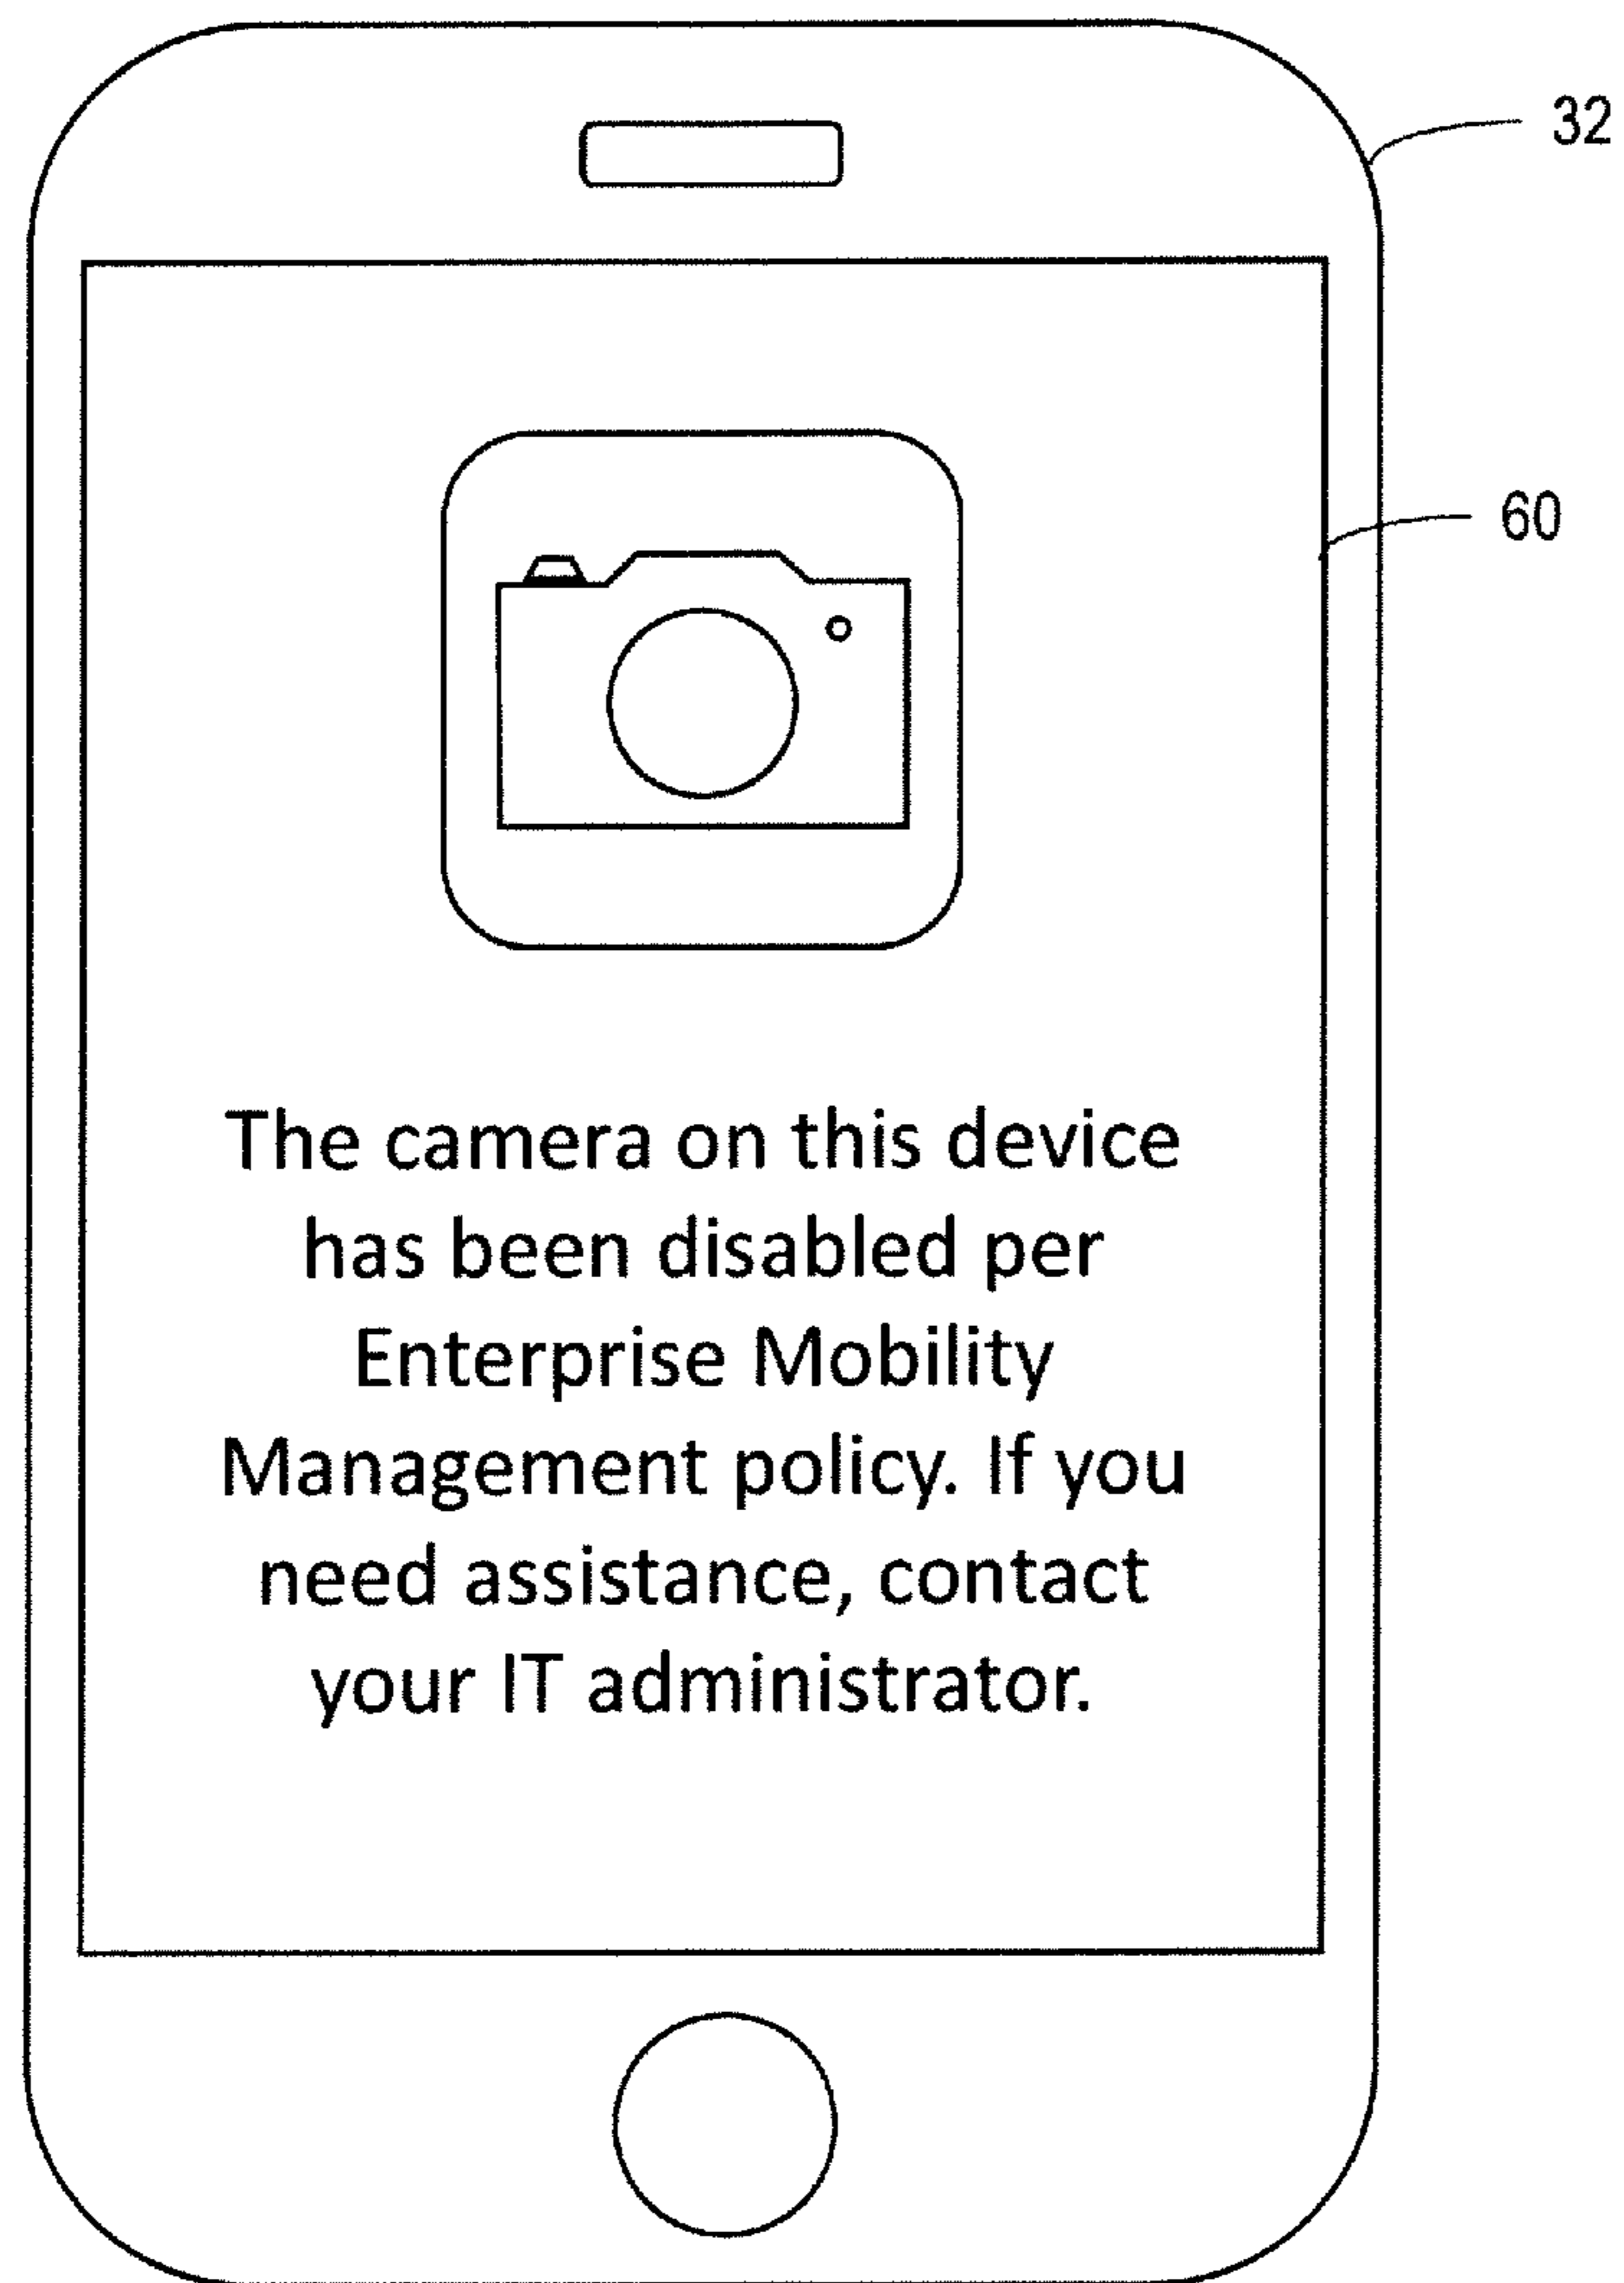 32
60
The camera on this device
has been disabled per
Enterprise Mobility
Management policy. If you
need assistance, contact
your IT administrator.